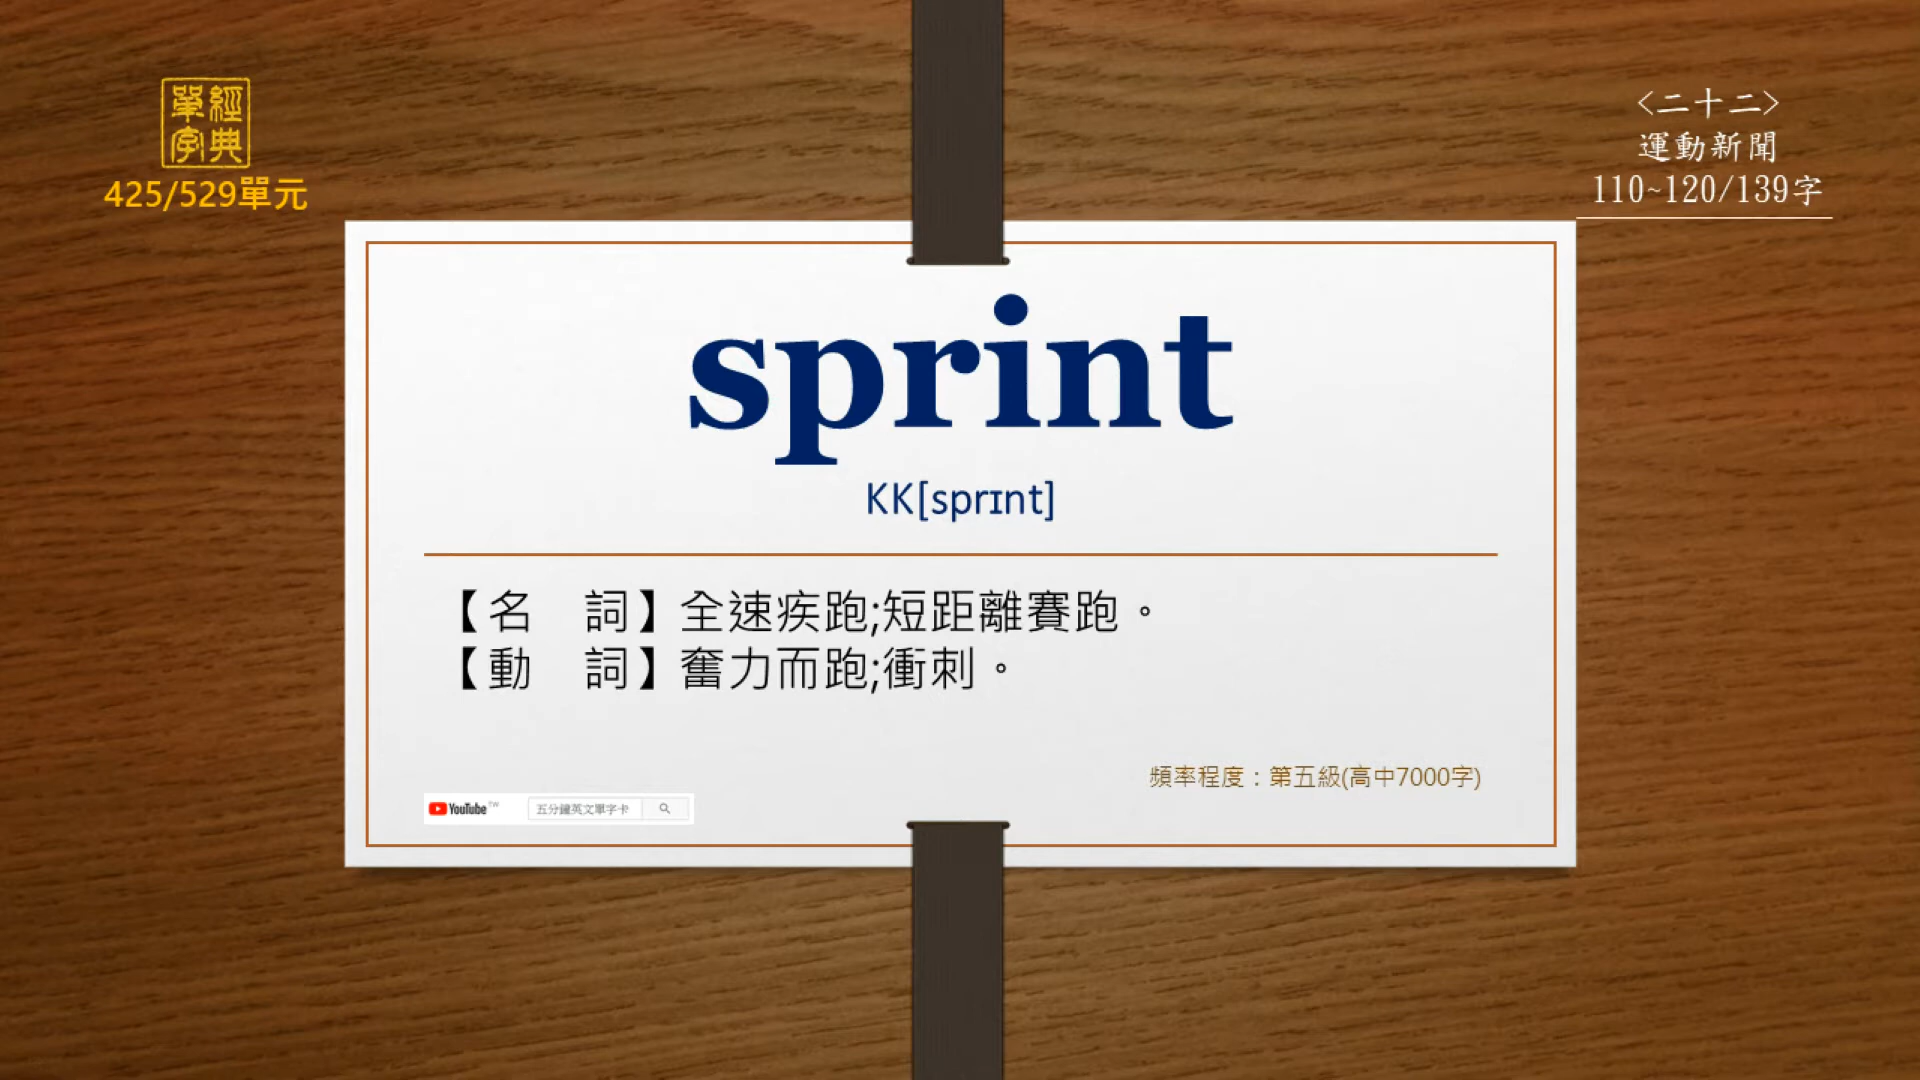 經典
單字
425/529單元
<二十二>
運動新聞
110~120/139字
sprint
KK[sprɪnt]
【名　詞】全速疾跑;短距離賽跑。
【動　詞】奮力而跑;衝刺。
頻率程度：第五級(高中7000字)
YouTube TW
五分鐘英文單字卡